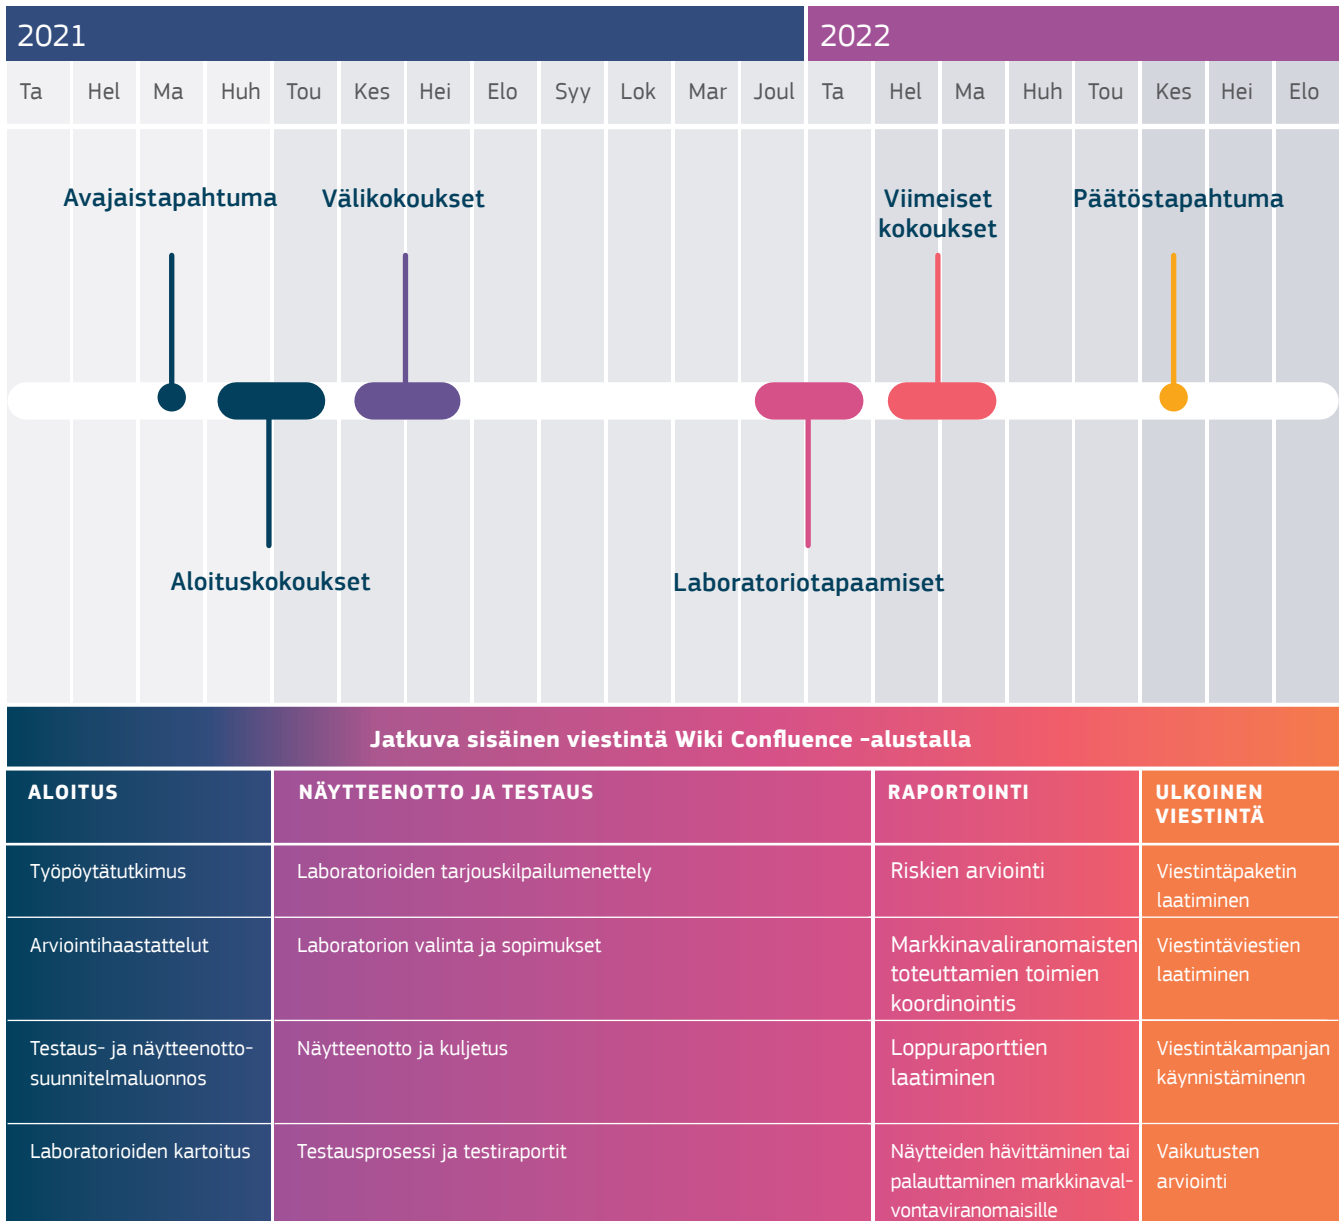 2021
2022
Ta Hel Ma Huh Tou Kes Hei Elo Syy Lok Mar Joul Ta Hel Ma Huh Tou Kes Hei Elo
Avajaistapahtuma
Välikokoukset
Viimeiset
kokoukset
Päätöstapahtuma
Aloituskokoukset
Laboratoriotapaamiset
Jatkuva sisäinen viestintä Wiki Confluence -alustalla
ALOITUS
Työpöytätutkimus
Arviointihaastattelut
Testaus- ja näytteenotto-
suunnitelmaluonnos
Laboratorioiden kartoitus
NÄYTTEENOTTO JA TESTAUS
Laboratorioiden tarjouskilpailumenettely
Laboratorion valinta ja sopimukset
Näytteenotto ja kuljetus
Testausprosessi ja testiraportit
RAPORTOINTI
Riskien arviointi
Markkinavaliranomaisten
toteuttamien toimien
koordinointis
Loppuraporttien
laatiminen
Näytteiden hävittäminen tai
palauttaminen markkinaval-
vontaviranomaisille
ULKOINEN
VIESTINTÄ
Viestintäpaketin
laatiminen
Viestintäviestien
laatiminen
Viestintäkampanjan
käynnistäminenn
Vaikutusten
arviointi